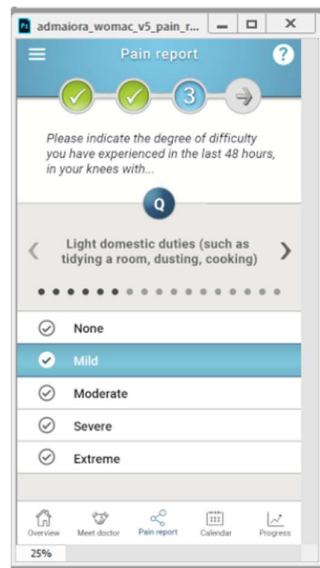 Ps admaiora_womac_v5_pain_r...
Pain report
?
3
Please indicate the degree of difficulty
you have experienced in the last 48 hours,
in your knees with...
Q
Light domestic duties (such as
tidying a room, dusting, cooking)
None
Mild
Moderate
Severe
Extreme
Overview Meet doctor Pain report Calendar Progress
25%